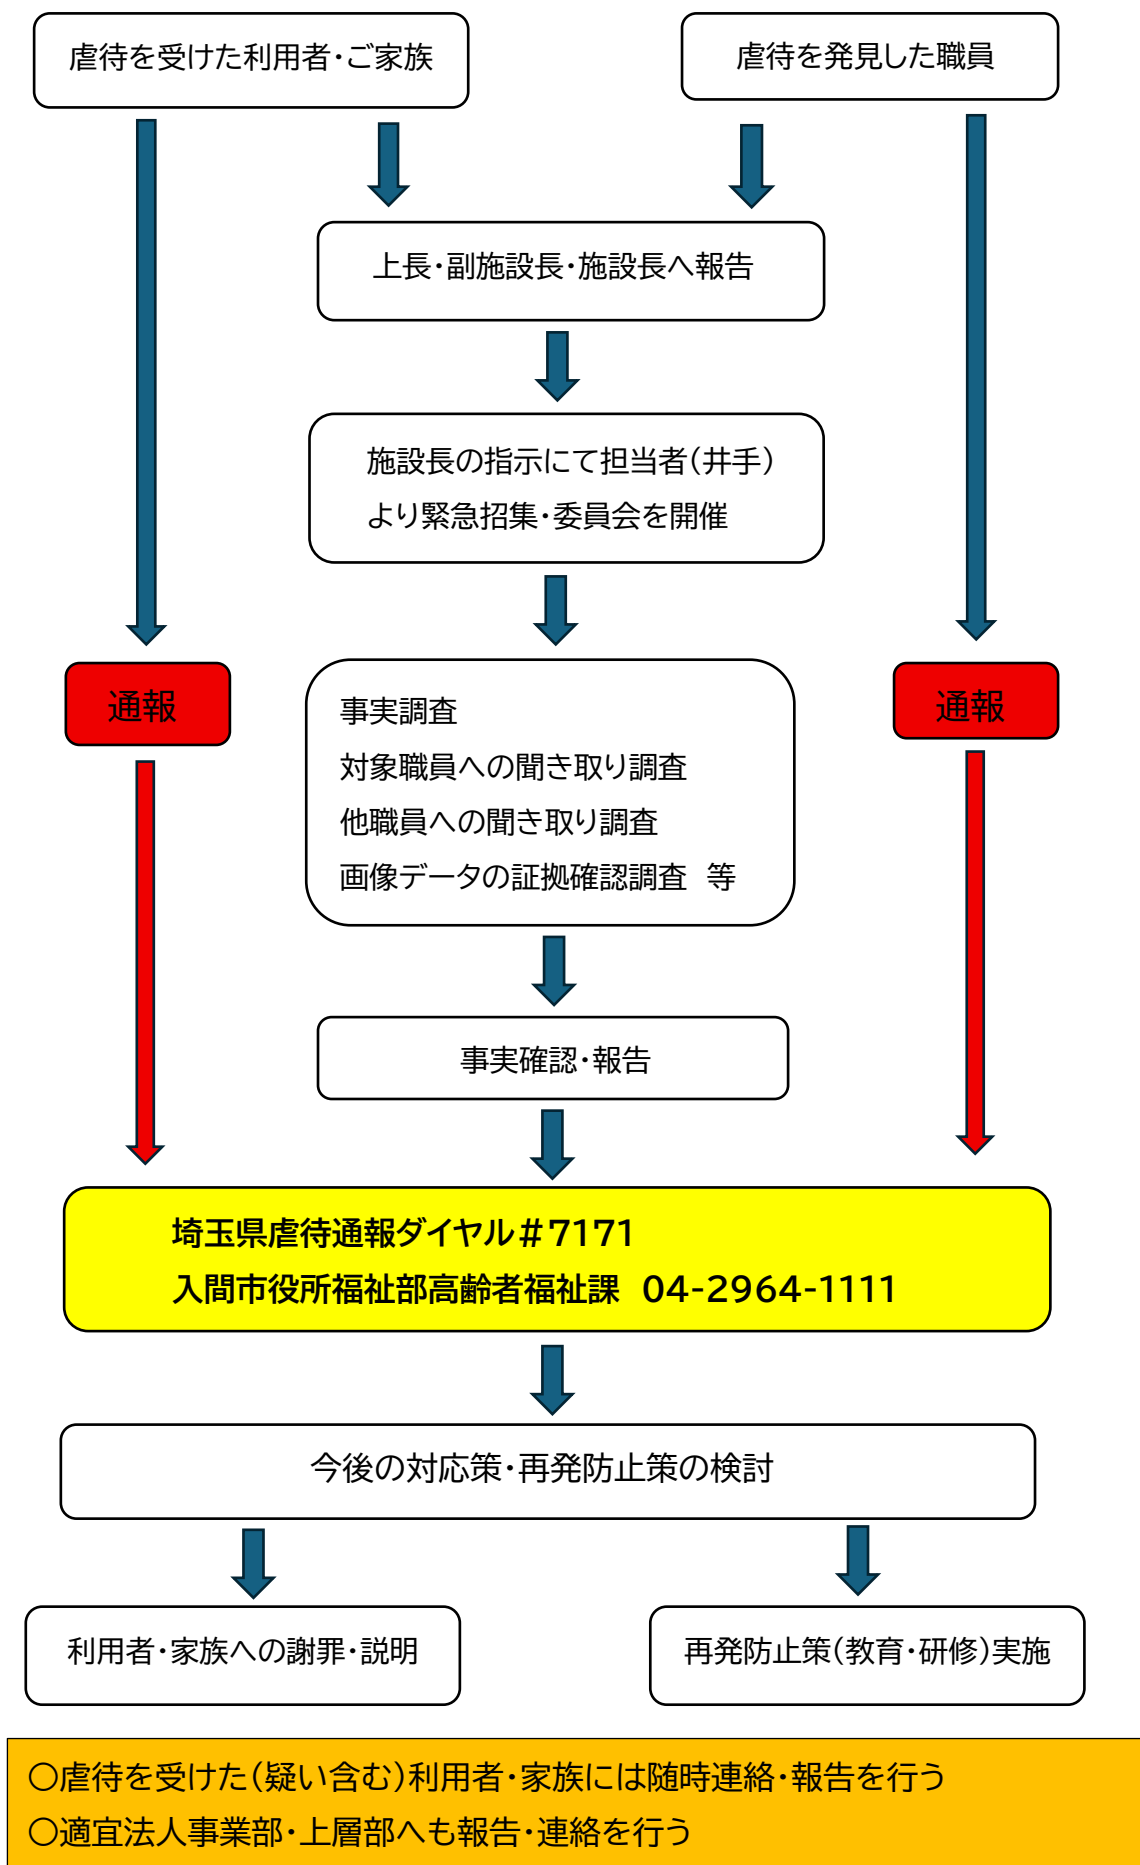 虐待を受けた利用者・ご家族
虐待を発見した職員
上長・副施設長・施設長へ報告
施設長の指示にて担当者（井手）
より緊急招集・委員会を開催
通報
通報
事実調査
対象職員への聞き取り調査
他職員への聞き取り調査
画像データの証拠確認調査　等
事実確認・報告
埼玉県虐待通報ダイヤル＃7171
入間市役所福祉部高齢者福祉課　04-2964-1111
今後の対応策・再発防止策の検討
利用者・家族への謝罪・説明
再発防止策（教育・研修）実施
○虐待を受けた（疑い含む）利用者・家族には随時連絡・報告を行う
○適宜法人事業部・上層部へも報告・連絡を行う